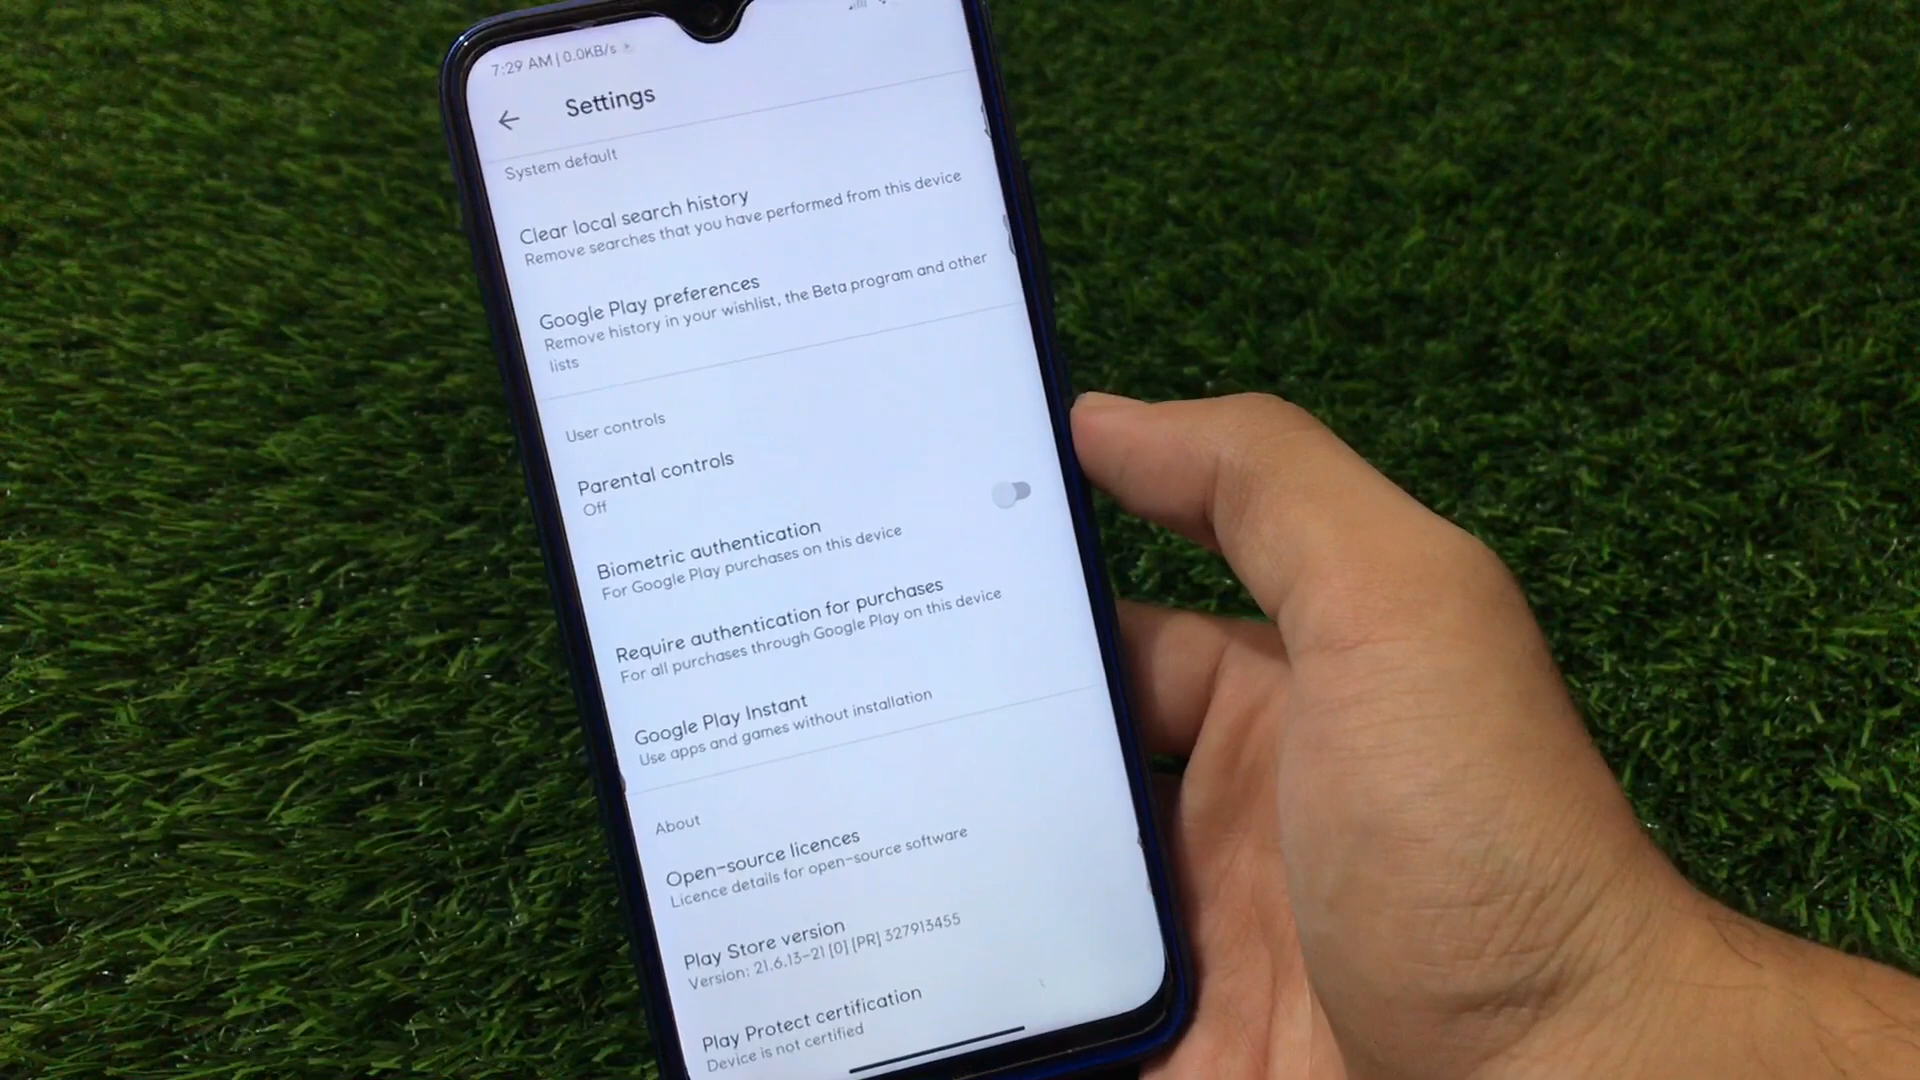 7:29 AM | 0.0KB/s
Settings
System default
Clear local search history
Remove searches that you have performed from this device
Google Play preferences
Remove history in your wishlist, the Beta program and other
lists
User controls
Parental controls
Off
Biometric authentication
For Google Play purchases on this device
Require authentication for purchases
For all purchases through Google Play on this device
Google Play Instant
Use apps and games without installation
About
Open-source licences
Licence details for open-source software
Play Store version
Version: 21.6.13-21 [0] [PR] 327913455
Play Protect certification
Device is not certified